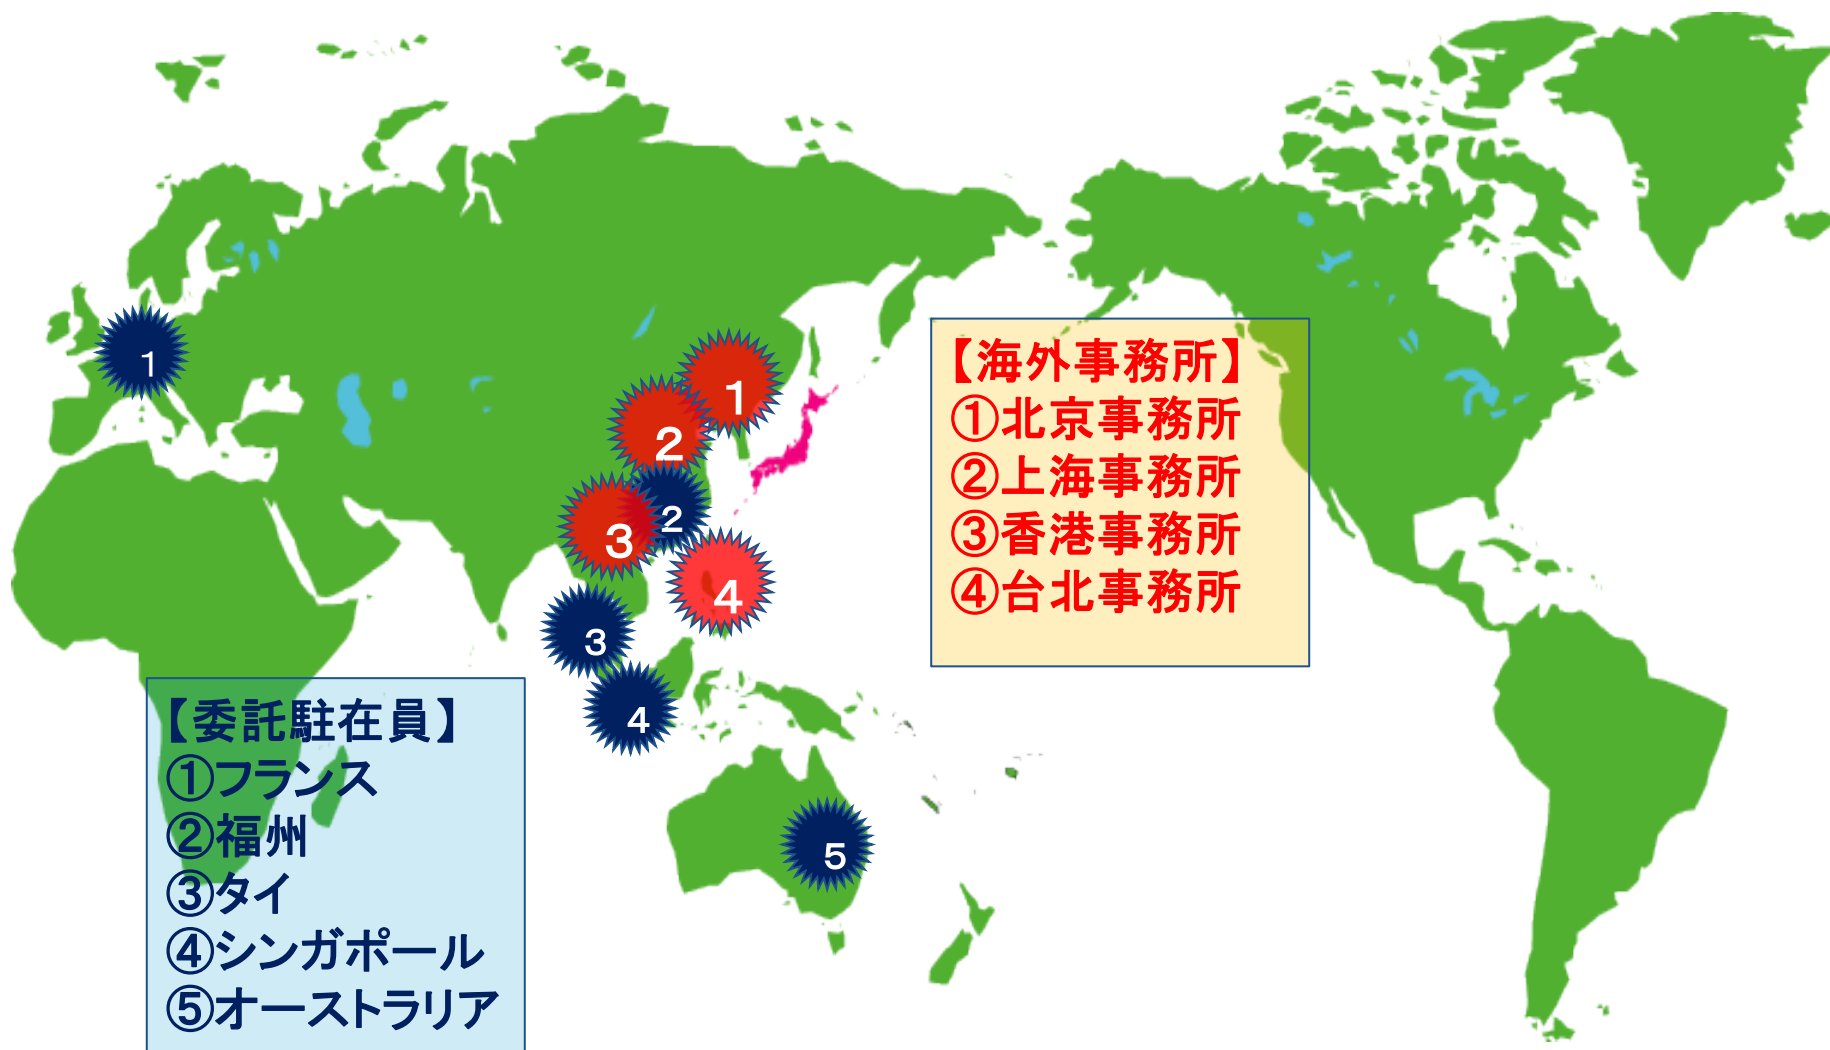 1
1
2
2
3
4
3
4
5
【海外事務所】
①北京事務所
②上海事務所
③香港事務所
④台北事務所
【委託駐在員】
①フランス
②福州
③タイ
④シンガポール
⑤オーストラリア